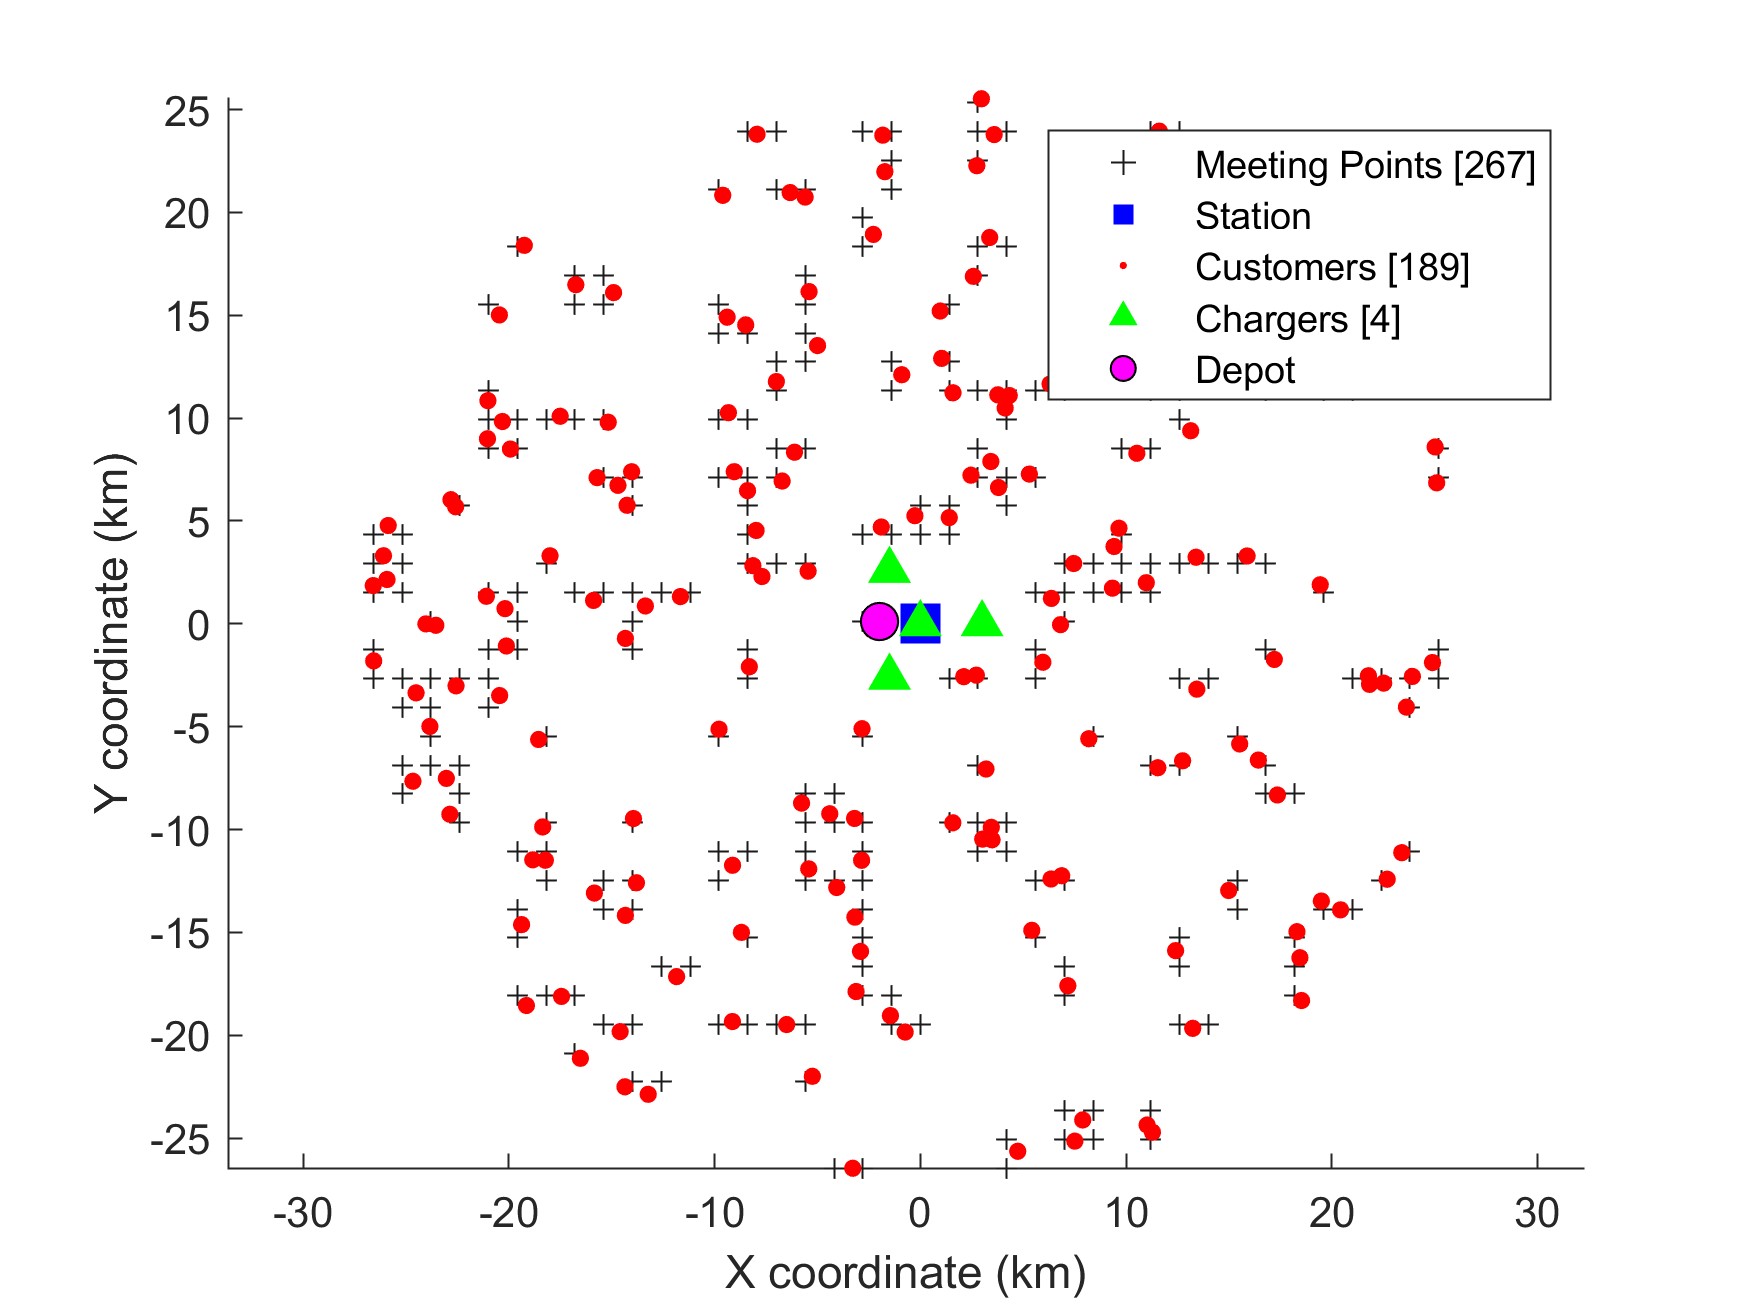 25
20
15
10
5
0
-5
-10
-15
-20
-25
Y coordinate (km)
Meeting Points [267]
Station
Customers [189]
Chargers [4]
Depot
-30 -20 -10 0 10 20 30
X coordinate (km)